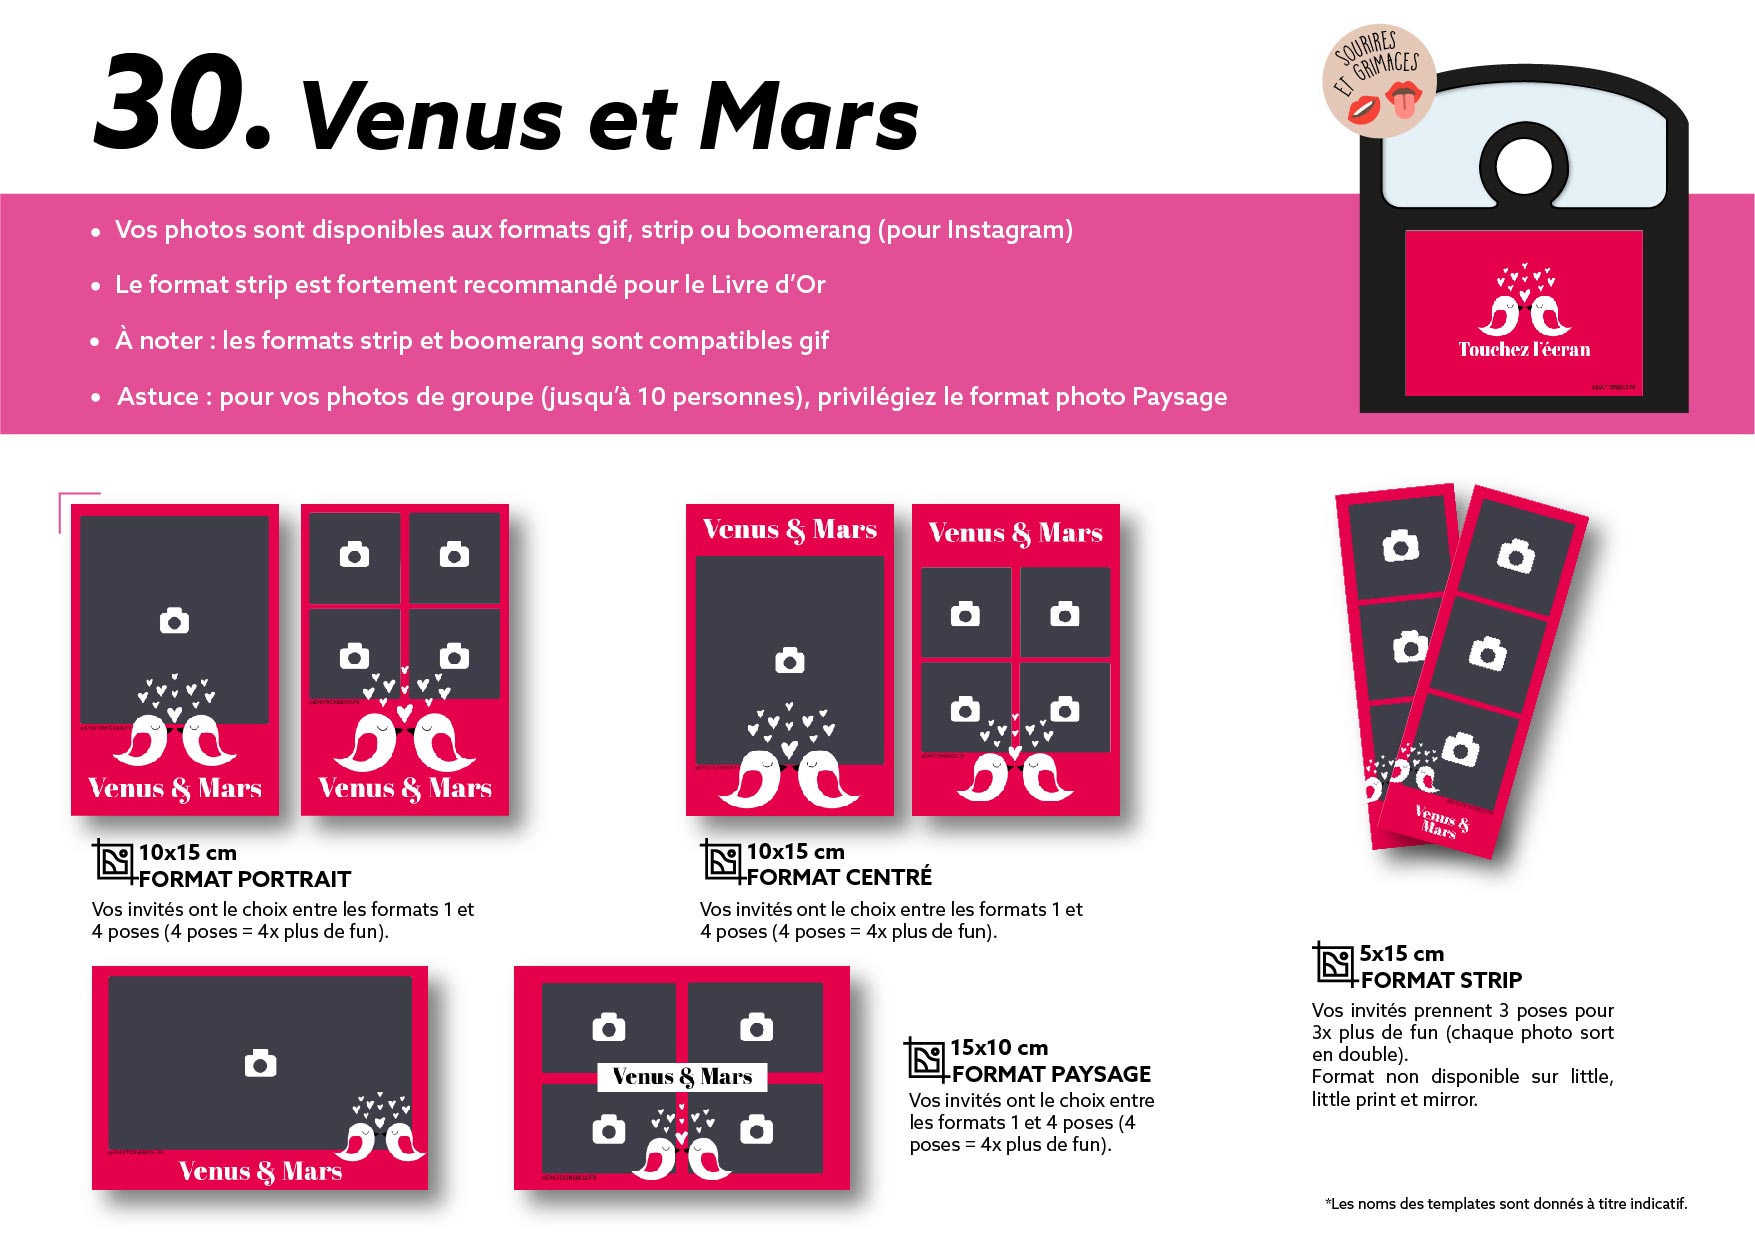 30. Venus et Mars
SOURIRES
ET GRIMACES
• Vos photos sont disponibles aux formats gif, strip ou boomerang (pour Instagram)
• Le format strip est fortement recommandé pour le Livre d’Or
• À noter : les formats strip et boomerang sont compatibles gif
• Astuce : pour vos photos de groupe (jusqu’à 10 personnes), privilégiez le format photo Paysage
Touchez l'écran
Venus & Mars
@EMOTIONSBOX.FR
Venus & Mars
Venus & Mars
Venus & Mars
10x15 cm
FORMAT PORTRAIT
Vos invités ont le choix entre les formats 1 et
4 poses (4 poses = 4x plus de fun).
10x15 cm
FORMAT CENTRÉ
Vos invités ont le choix entre les formats 1 et
4 poses (4 poses = 4x plus de fun).
Venus &
Mars
5x15 cm
FORMAT STRIP
Vos invités prennent 3 poses pour
3x plus de fun (chaque photo sort
en double).
Format non disponible sur little,
little print et mirror.
Venus & Mars
Venus & Mars
@EMOTIONSBOX.FR
15x10 cm
FORMAT PAYSAGE
Vos invités ont le choix entre
les formats 1 et 4 poses (4
poses = 4x plus de fun).
*Les noms des templates sont donnés à titre indicatif.